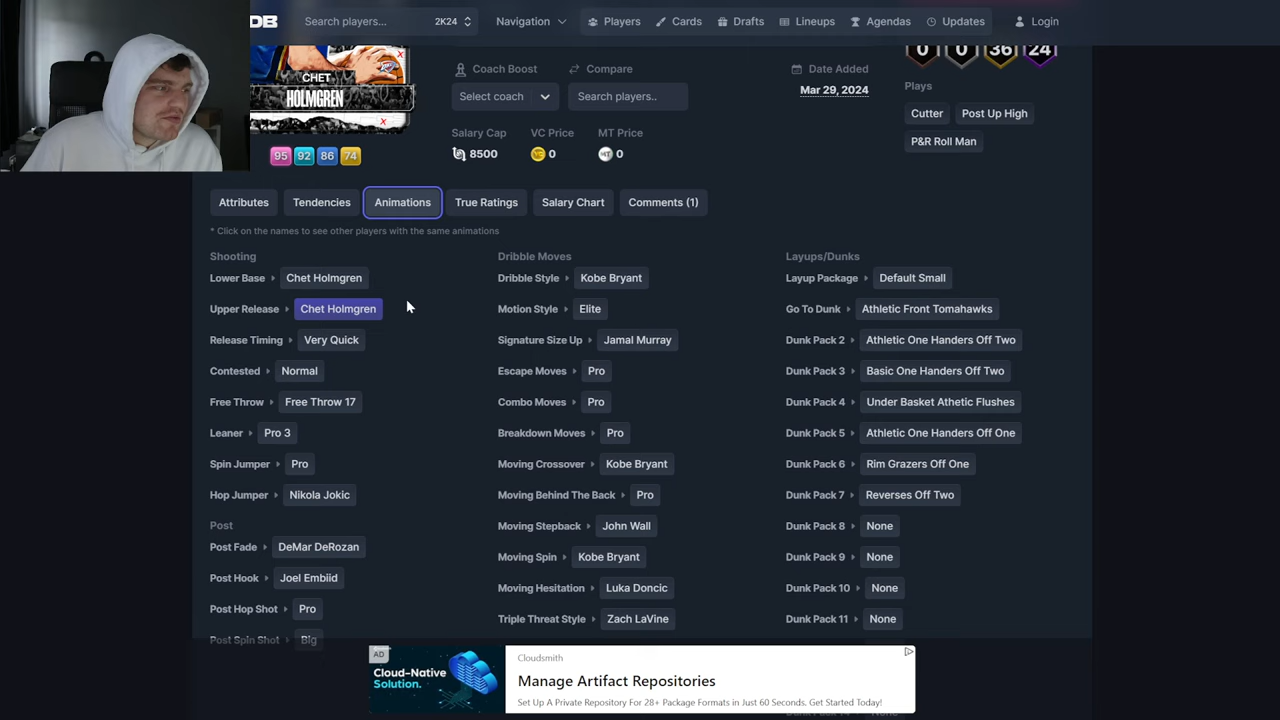 DB Search players... 2K24 Navigation Players Cards Drafts Lineups Agendas Updates Login
CHET
HOLMGREN
95 92 86 74
Coach Boost Compare
Select coach Search players..
Salary Cap VC Price MT Price
8500 0 0
Date Added
Mar 29, 2024
0 0 36 24
Plays
Cutter Post Up High
P&R Roll Man
Attributes Tendencies Animations True Ratings Salary Chart Comments (1)
* Click on the names to see other players with the same animations
Shooting
Lower Base Chet Holmgren
Upper Release Chet Holmgren
Release Timing Very Quick
Contested Normal
Free Throw Free Throw 17
Leaner Pro 3
Spin Jumper Pro
Hop Jumper Nikola Jokic
Post
Post Fade DeMar DeRozan
Post Hook Joel Embiid
Post Hop Shot Pro
Post Spin Shot Big
Dribble Moves
Dribble Style Kobe Bryant
Motion Style Elite
Signature Size Up Jamal Murray
Escape Moves Pro
Combo Moves Pro
Breakdown Moves Pro
Moving Crossover Kobe Bryant
Moving Behind The Back Pro
Moving Stepback John Wall
Moving Spin Kobe Bryant
Moving Hesitation Luka Doncic
Triple Threat Style Zach LaVine
Layups/Dunks
Layup Package Default Small
Go To Dunk Athletic Front Tomahawks
Dunk Pack 2 Athletic One Handers Off Two
Dunk Pack 3 Basic One Handers Off Two
Dunk Pack 4 Under Basket Athetic Flushes
Dunk Pack 5 Athletic One Handers Off One
Dunk Pack 6 Rim Grazers Off One
Dunk Pack 7 Reverses Off Two
Dunk Pack 8 None
Dunk Pack 9 None
Dunk Pack 10 None
Dunk Pack 11 None
AD
Cloud-Native
Solution.
Cloudsmith
Manage Artifact Repositories
Set Up A Private Repository For 28+ Package Formats in Just 60 Seconds, Get Started Today!